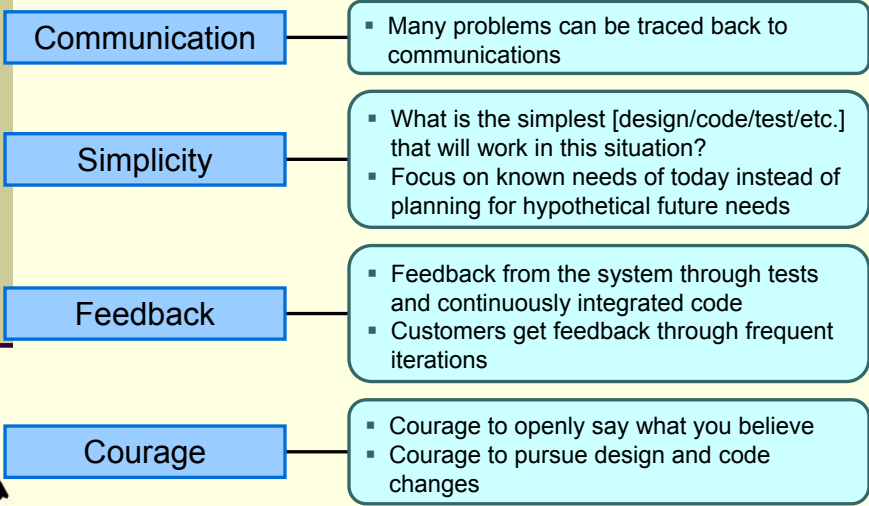 Communication
▪ Many problems can be traced back to
communications
Simplicity
▪ What is the simplest [design/code/test/etc.]
that will work in this situation?
▪ Focus on known needs of today instead of
planning for hypothetical future needs
Feedback
▪ Feedback from the system through tests
and continuously integrated code
▪ Customers get feedback through frequent
iterations
Courage
▪ Courage to openly say what you believe
▪ Courage to pursue design and code
changes